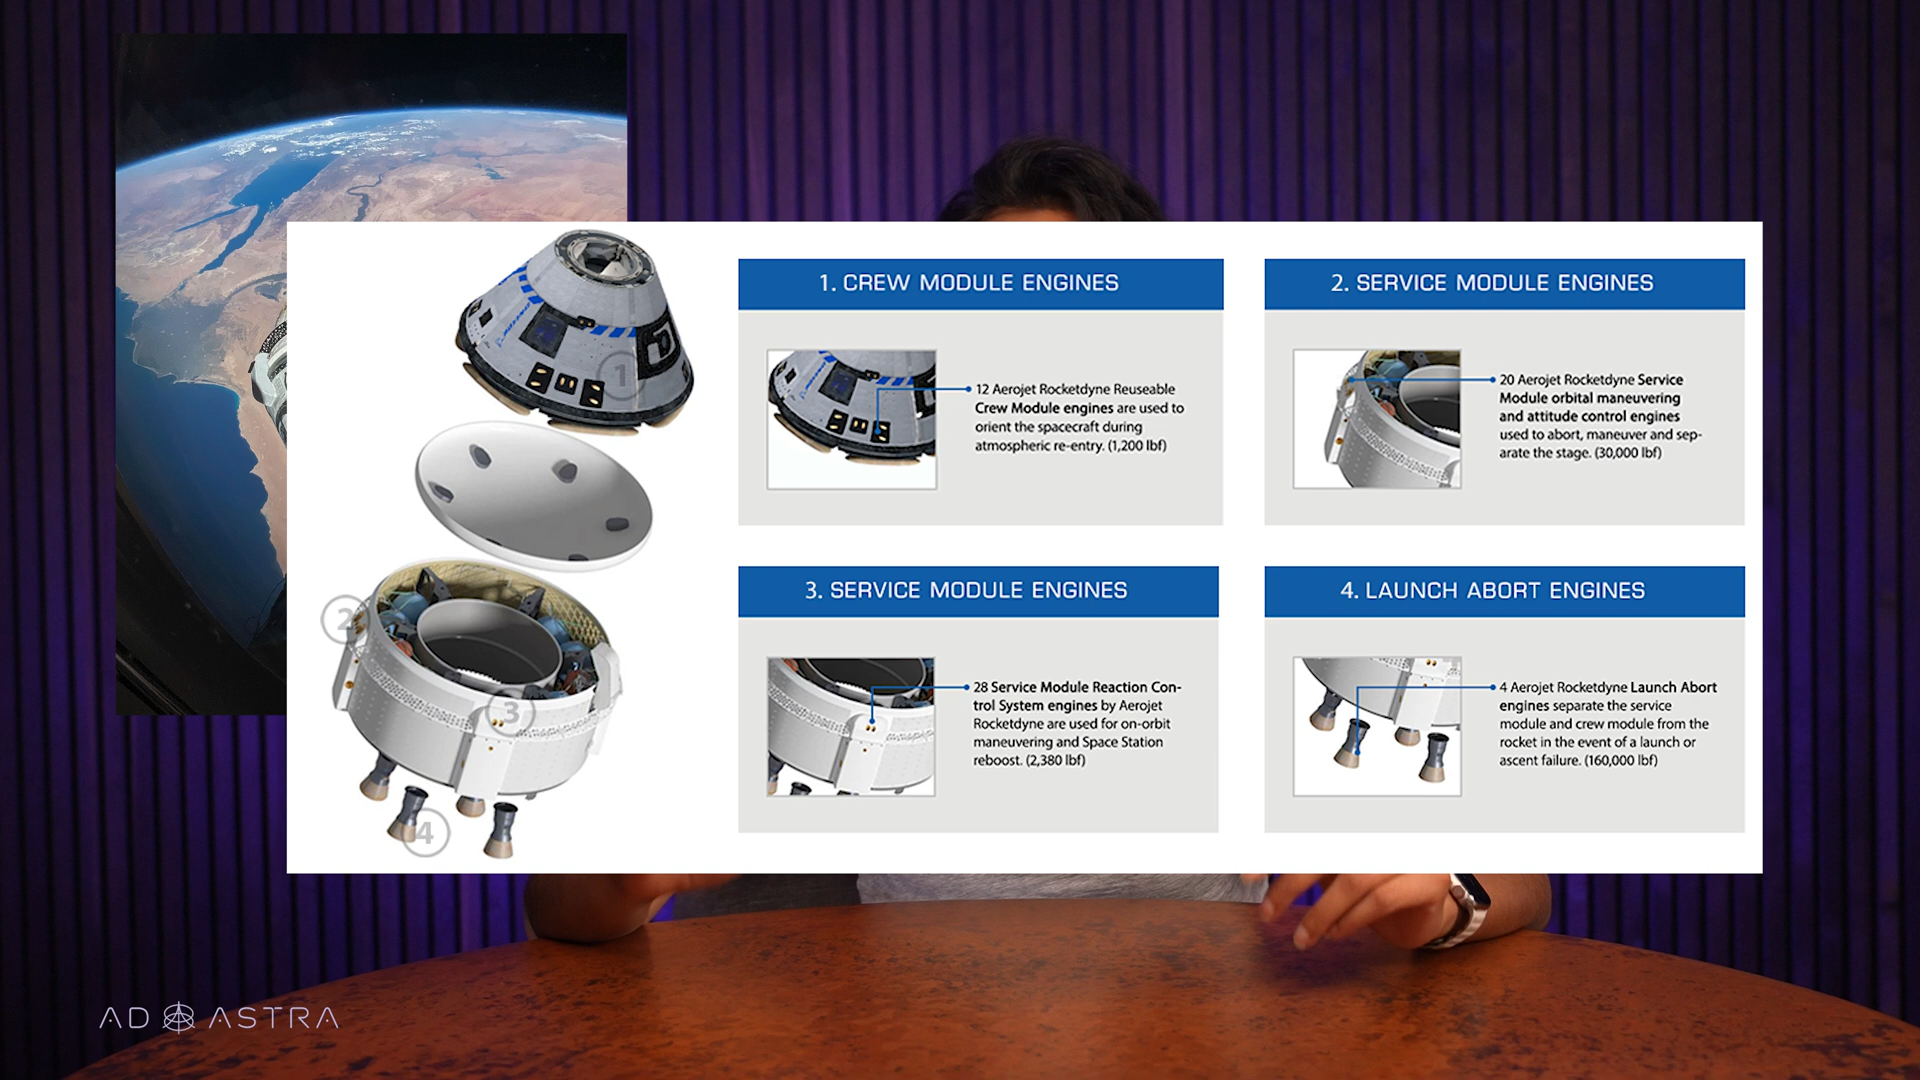 BOEING
1
2
3
4
1. CREW MODULE ENGINES
12 Aerojet Rocketdyne Reuseable
Crew Module engines are used to
orient the spacecraft during
atmospheric re-entry. (1,200 lbf)
2. SERVICE MODULE ENGINES
20 Aerojet Rocketdyne Service
Module orbital maneuvering
and attitude control engines
used to abort, maneuver and sep-
arate the stage. (30,000 lbf)
3. SERVICE MODULE ENGINES
28 Service Module Reaction Con-
trol System engines by Aerojet
Rocketdyne are used for on-orbit
maneuvering and Space Station
reboost. (2,380 lbf)
4. LAUNCH ABORT ENGINES
4 Aerojet Rocketdyne Launch Abort
engines separate the service
module and crew module from the
rocket in the event of a launch or
ascent failure. (160,000 lbf)
AD ASTRA